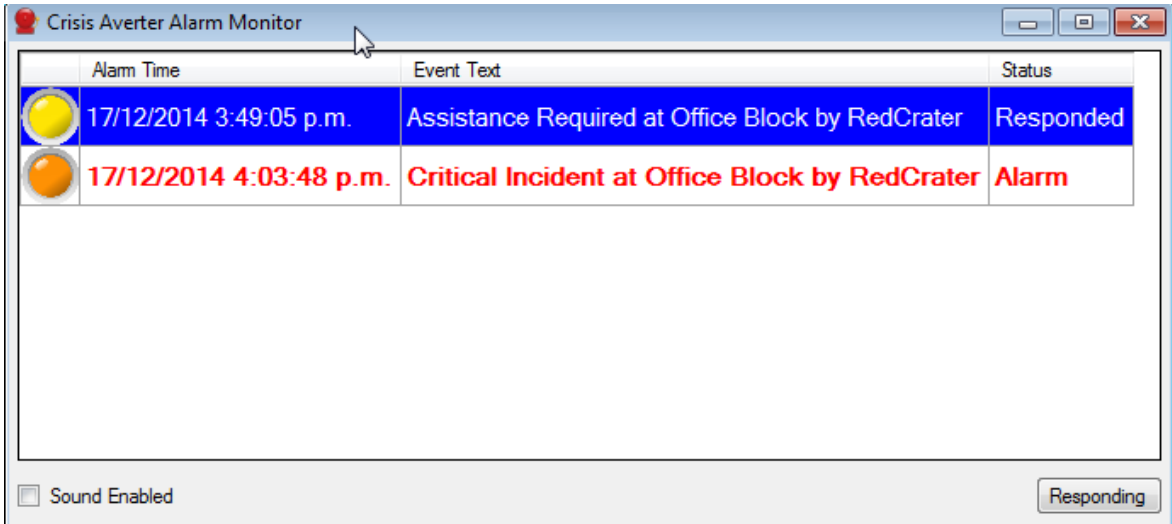 Crisis Averter Alarm Monitor
Alarm Time Event Text Status
17/12/2014 3:49:05 p.m. Assistance Required at Office Block by RedCrater Responded
17/12/2014 4:03:48 p.m. Critical Incident at Office Block by RedCrater Alarm
Sound Enabled Responding